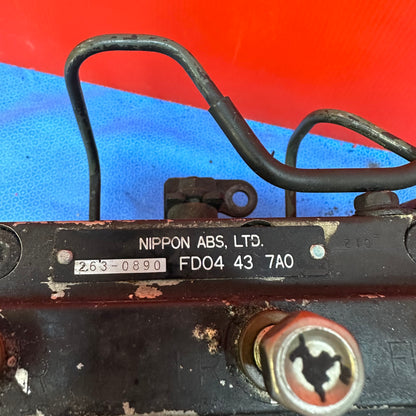 NIPPON ABS, LTD.
263-0890 FD04 43 7A0